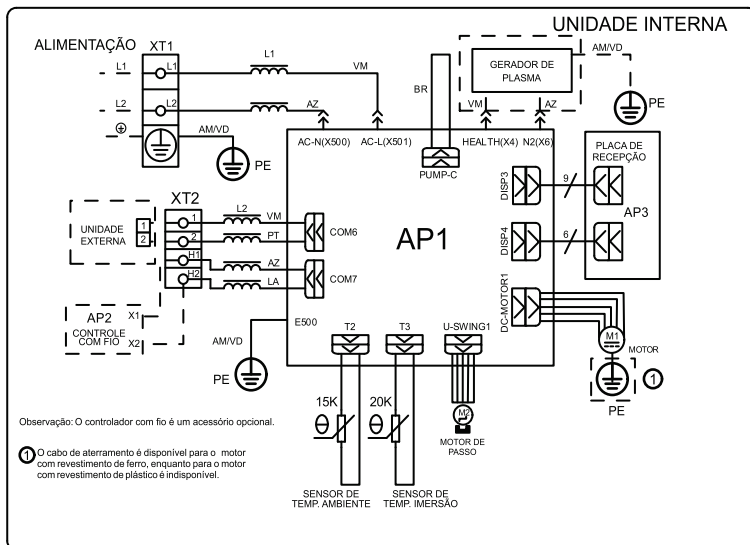 UNIDADE INTERNA
ALIMENTAÇÃO
XT1
L1
L1
L1
VM
L2
L2
AZ
AM/VD
PE
BR
GERADOR DE
PLASMA
AM/VD
PE
VM
AZ
AC-N(X500)
AC-L(X501)
HEALTH(X4)
N2(X6)
PUMP-C
PLACA DE
RECEPÇÃO
AP3
DISP3
9
DISP4
6
AP1
XT2
UNIDADE
EXTERNA
1
2
1
2
H1
H2
L2
VM
PT
AZ
LA
COM6
COM7
AP2
CONTROLE
COM FIO
X1
X2
E500
AM/VD
PE
T2
T3
U-SWING1
DC-MOTOR1
M1
MOTOR
PE
1
15K
20K
θ
θ
M2
MOTOR DE
PASSO
SENSOR DE
TEMP. AMBIENTE
SENSOR DE
TEMP. IMERSÃO
Observação: O controlador com fio é um acessório opcional.
1 O cabo de aterramento é disponível para o motor
com revestimento de ferro, enquanto para o motor
com revestimento de plástico é indisponível.